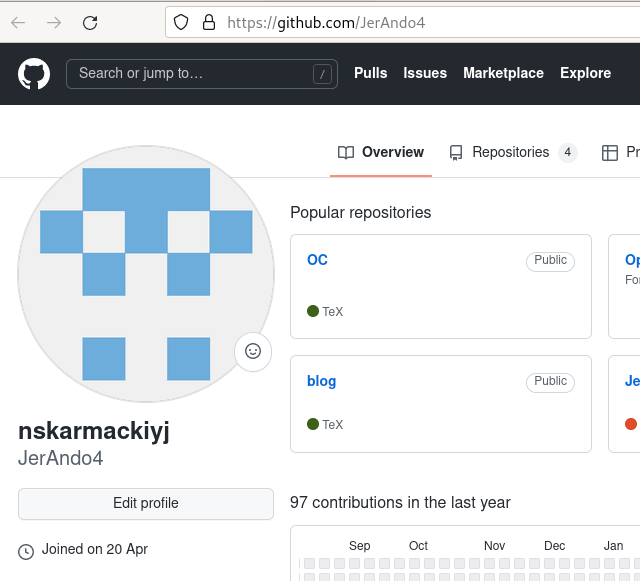 https://github.com/JerAndo4
Search or jump to… /
Pulls Issues Marketplace Explore
Overview Repositories 4 Pr
Popular repositories
OC Public
TeX
Op
For
blog Public
TeX
Je
nskarmackiyj
JerAndo4
Edit profile
Joined on 20 Apr
97 contributions in the last year
Sep Oct Nov Dec Jan